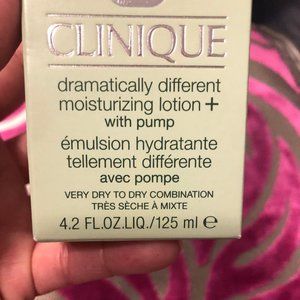 CLINIQUE
dramatically different
moisturizing lotion +
with pump
émulsion hydratante
tellement différente
avec pompe
VERY DRY TO DRY COMBINATION
TRÈS SÈCHE À MIXTE
4.2 FL.OZ.LIQ./125 ml ℮